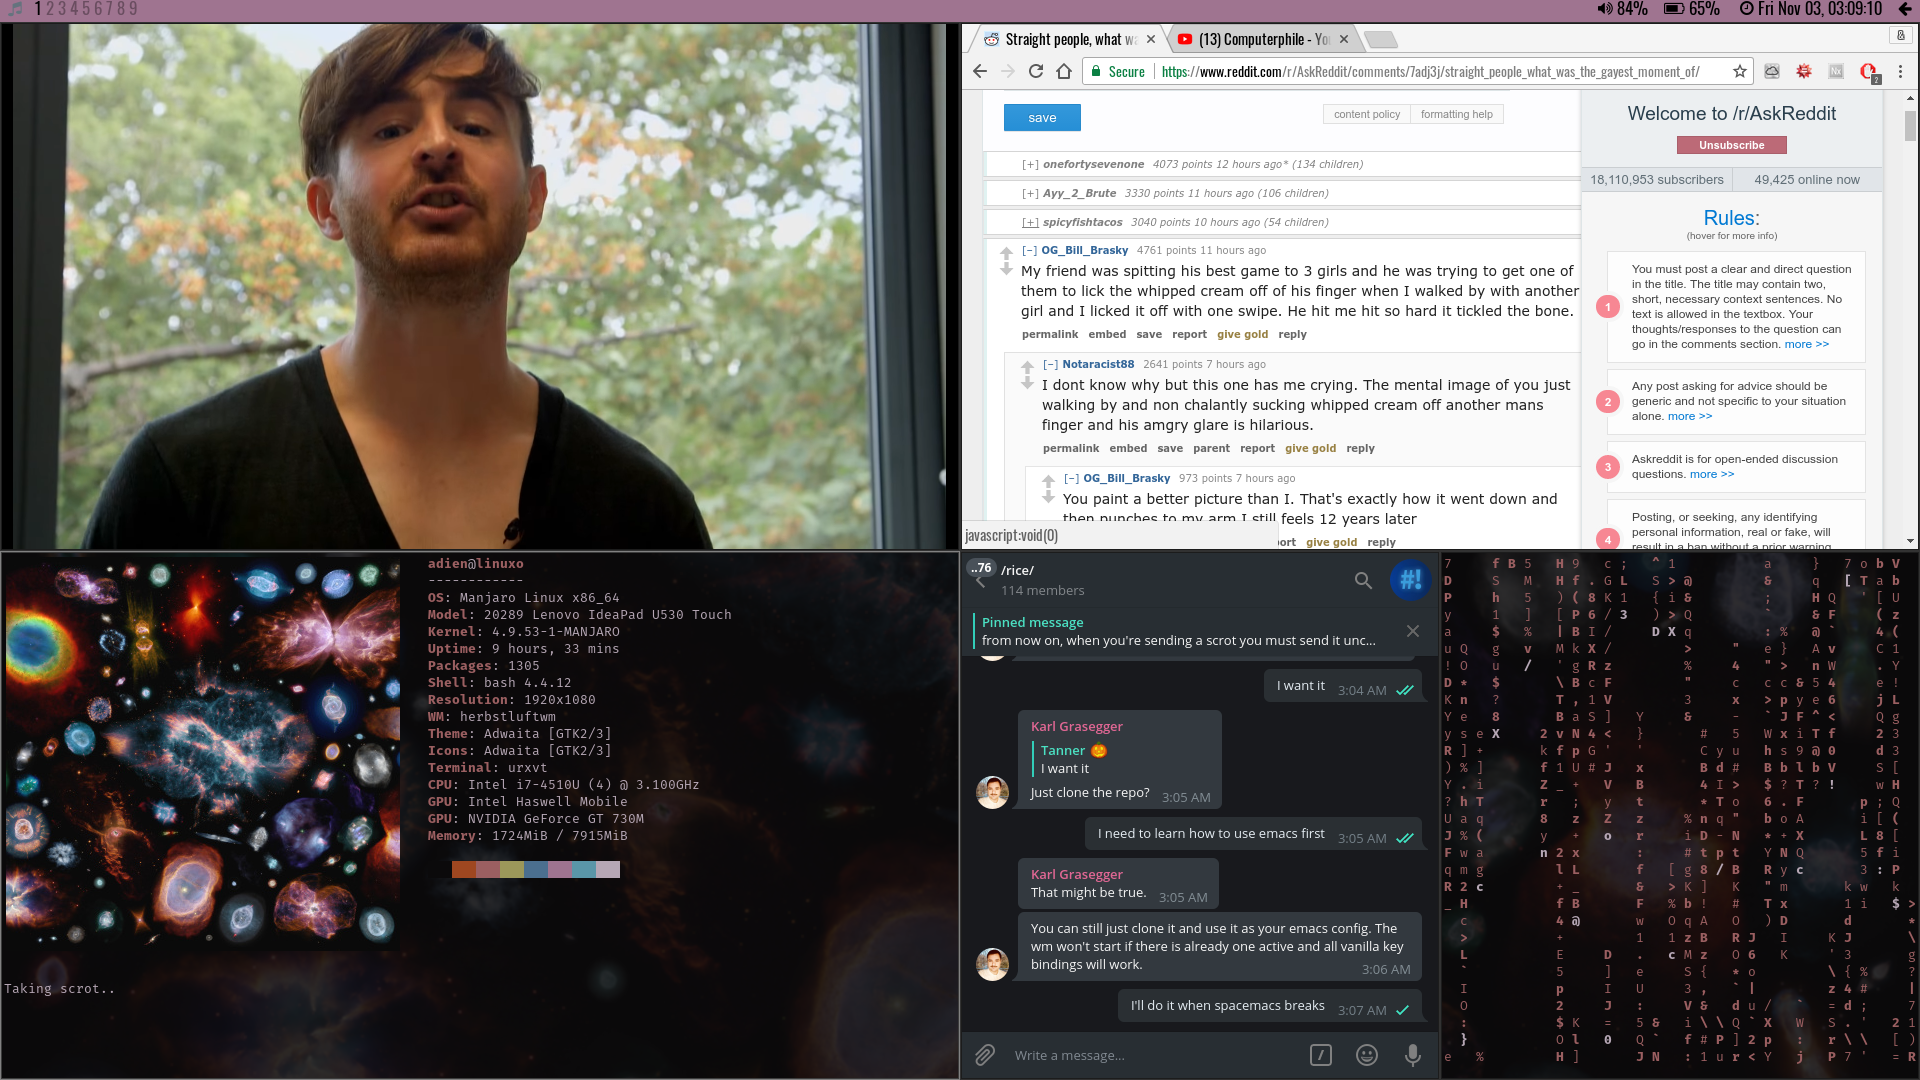 1 2 3 4 5 6 7 8 9
84% 65% Fri Nov 03, 03:09:10
Straight people, what wa
(13) Computerphile - Yo
Secure https://www.reddit.com/r/AskReddit/comments/7adj3j/straight_people_what_was_the_gayest_moment_of/
save
content policy formatting help
[+] onefortysevenone 4073 points 12 hours ago* (134 children)
[+] Ayy_2_Brute 3330 points 11 hours ago (106 children)
[+] spicyfishtacos 3040 points 10 hours ago (54 children)
[–] OG_Bill_Brasky 4761 points 11 hours ago
My friend was spitting his best game to 3 girls and he was trying to get one of
them to lick the whipped cream off of his finger when I walked by with another
girl and I licked it off with one swipe. He hit me hit so hard it tickled the bone.
permalink embed save report give gold reply
[–] Notaracist88 2641 points 7 hours ago
I dont know why but this one has me crying. The mental image of you just
walking by and non chalantly sucking whipped cream off another mans
finger and his amgry glare is hilarious.
permalink embed save parent report give gold reply
[–] OG_Bill_Brasky 973 points 7 hours ago
You paint a better picture than I. That's exactly how it went down and
then punches to my arm I still feels 12 years later
ort give gold reply
javascript:void(0)
Welcome to /r/AskReddit
Unsubscribe
18,110,953 subscribers 49,425 online now
Rules:
(hover for more info)
1
You must post a clear and direct question
in the title. The title may contain two,
short, necessary context sentences. No
text is allowed in the textbox. Your
thoughts/responses to the question can
go in the comments section. more >>
2
Any post asking for advice should be
generic and not specific to your situation
alone. more >>
3
Askreddit is for open-ended discussion
questions. more >>
4
Posting, or seeking, any identifying
personal information, real or fake, will
result in a ban without a prior warning
adien@linuxo
------------
OS: Manjaro Linux x86_64
Model: 20289 Lenovo IdeaPad U530 Touch
Kernel: 4.9.53-1-MANJARO
Uptime: 9 hours, 33 mins
Packages: 1305
Shell: bash 4.4.12
Resolution: 1920x1080
WM: herbstluftwm
Theme: Adwaita [GTK2/3]
Icons: Adwaita [GTK2/3]
Terminal: urxvt
CPU: Intel i7-4510U (4) @ 3.100GHz
GPU: Intel Haswell Mobile
GPU: NVIDIA GeForce GT 730M
Memory: 1724MiB / 7915MiB
Taking scrot..
..76
/rice/
114 members
#!
Pinned message
from now on, when you're sending a scrot you must send it unc...
I want it 3:04 AM
Karl Grasegger
Tanner
I want it
Just clone the repo? 3:05 AM
I need to learn how to use emacs first 3:05 AM
Karl Grasegger
That might be true. 3:05 AM
You can still just clone it and use it as your emacs config. The
wm won't start if there is already one active and all vanilla key
bindings will work. 3:06 AM
I'll do it when spacemacs breaks 3:07 AM
Write a message...